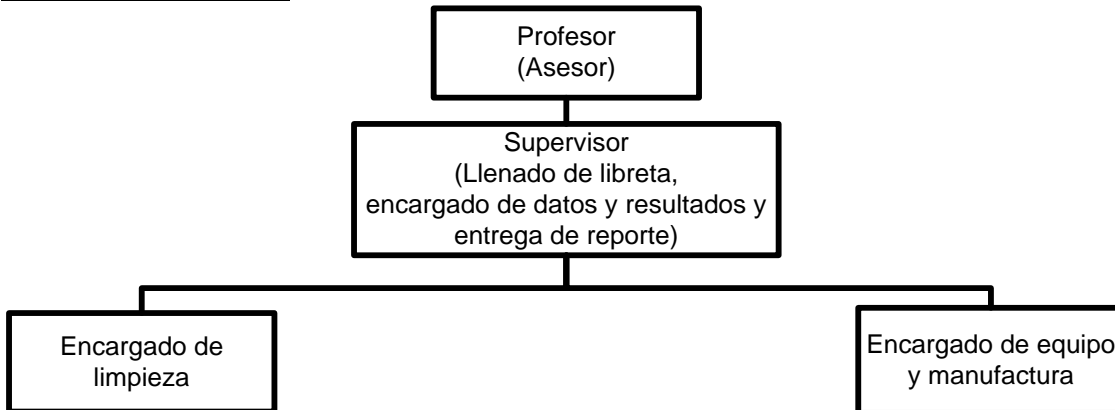 Profesor
(Asesor)
Supervisor
(Llenado de libreta,
encargado de datos y resultados y
entrega de reporte)
Encargado de
limpieza
Encargado de equipo
y manufactura